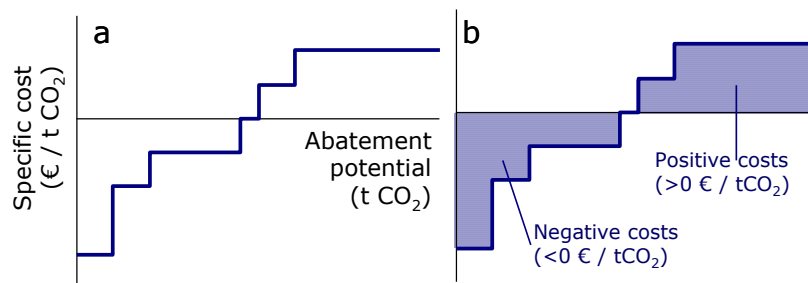 a
Specific cost
(€ / t CO₂)
Abatement
potential
(t CO₂)
b
Positive costs
(>0 € / tCO₂)
Negative costs
(<0 € / tCO₂)